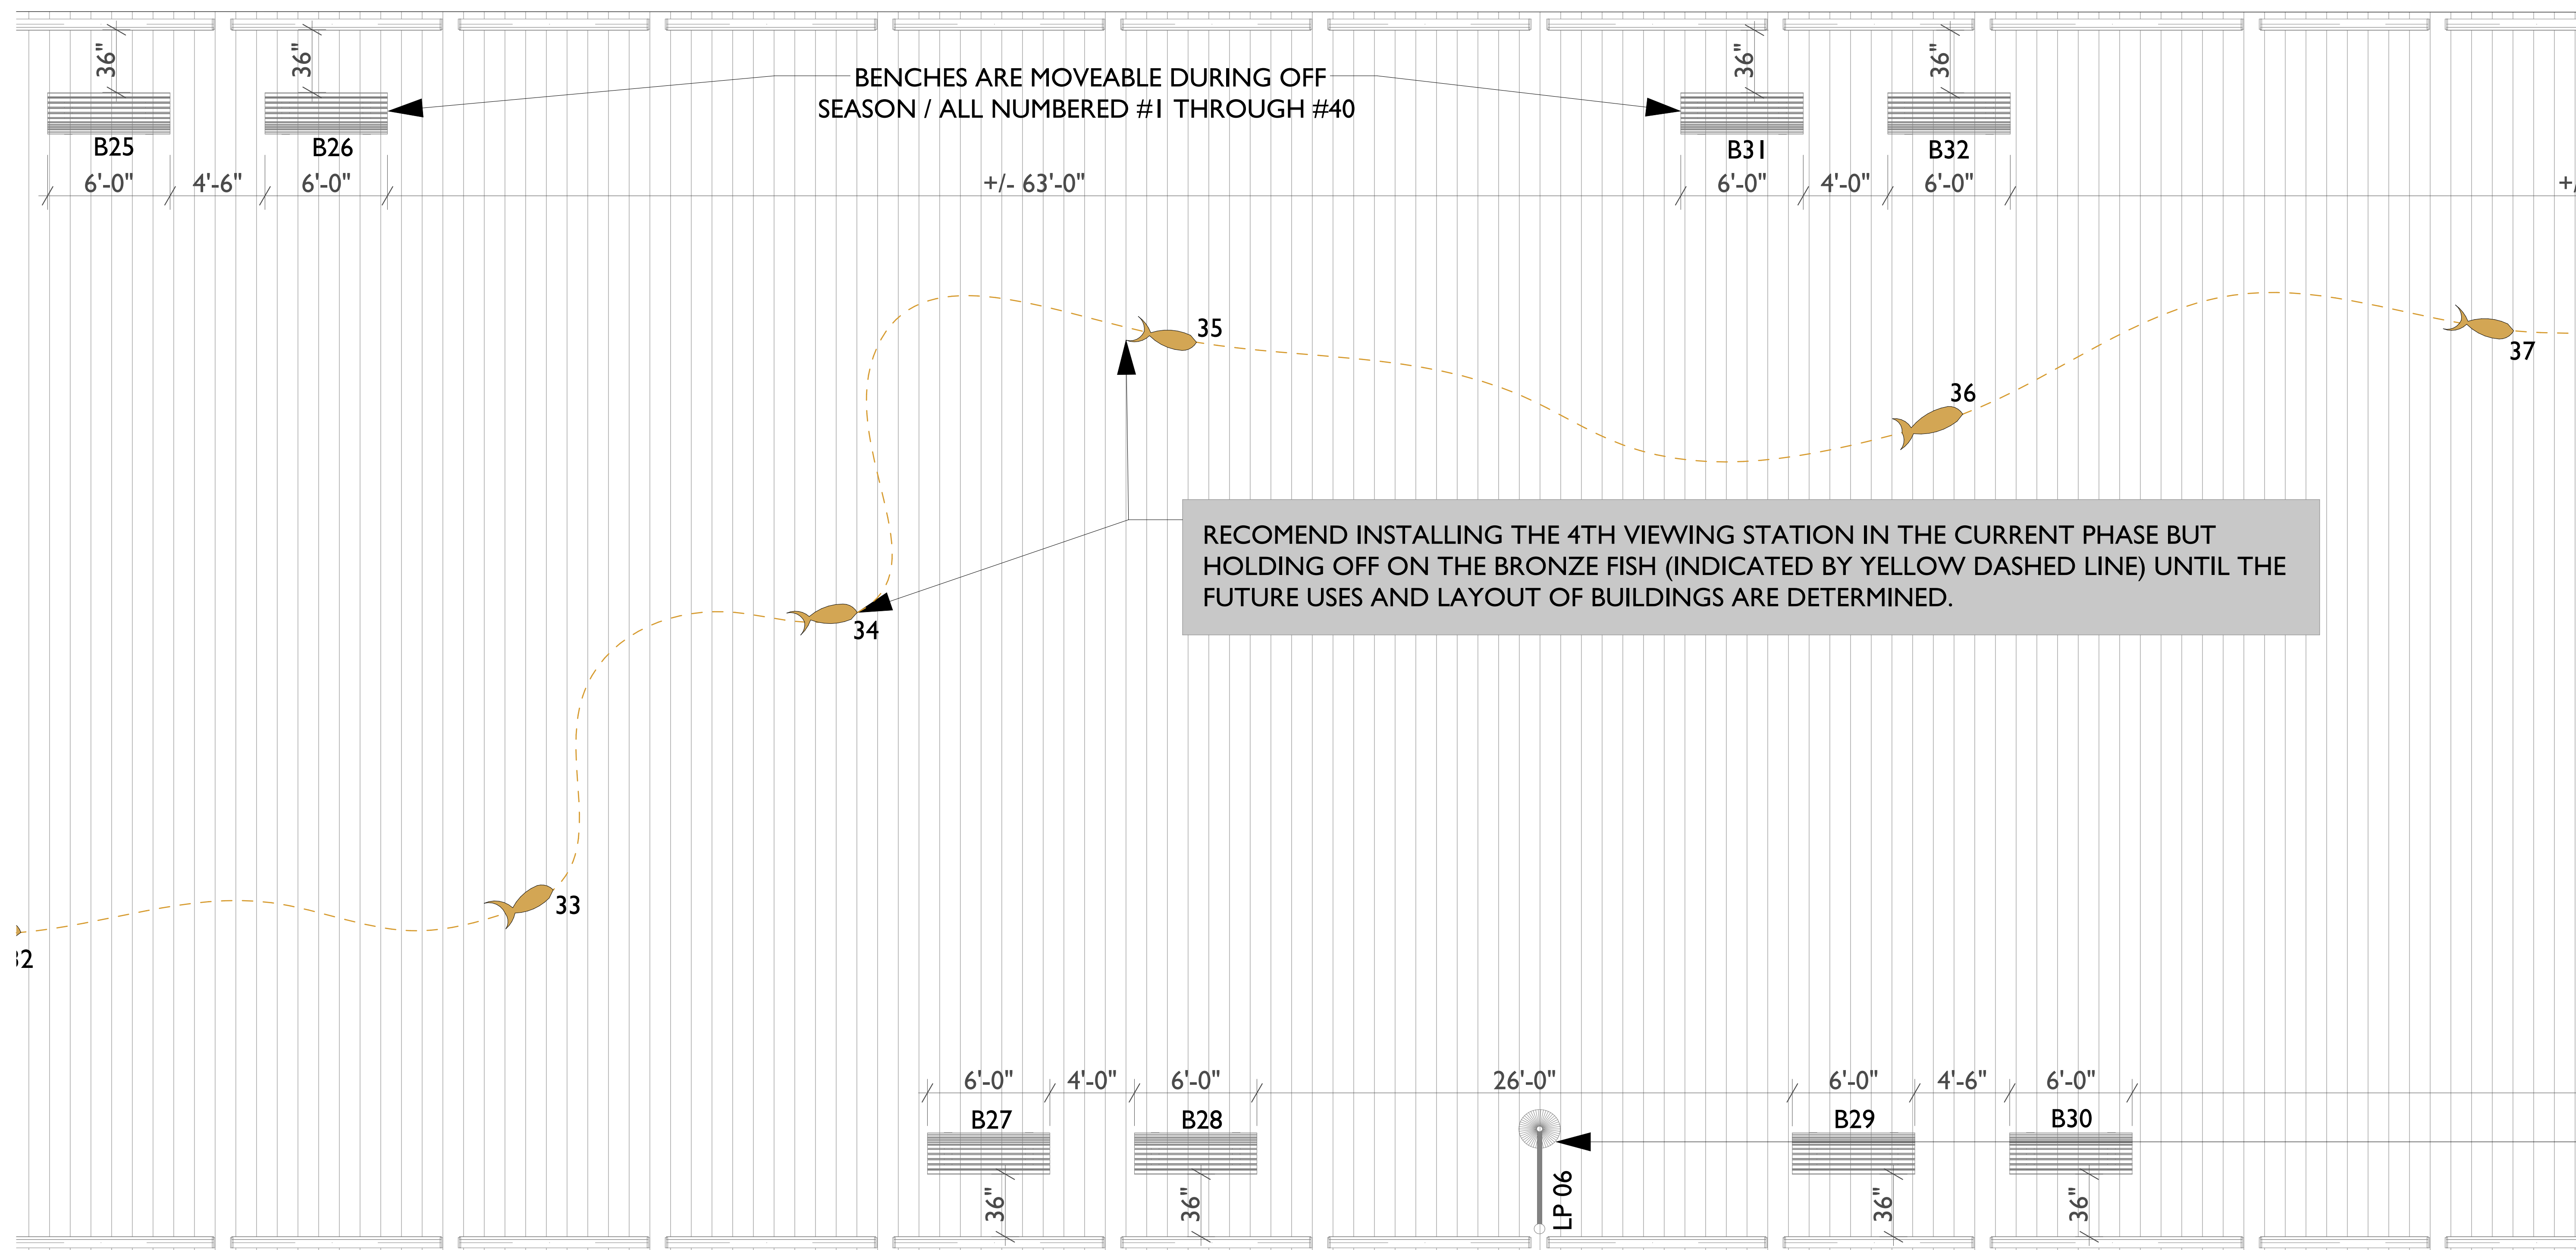 36"
36"
36"
36"
BENCHES ARE MOVEABLE DURING OFF
SEASON / ALL NUMBERED #1 THROUGH #40
B25
B26
B31
B32
6'-0"
4'-6"
6'-0"
+/- 63'-0"
6'-0"
4'-0"
6'-0"
35
37
36
RECOMEND INSTALLING THE 4TH VIEWING STATION IN THE CURRENT PHASE BUT
HOLDING OFF ON THE BRONZE FISH (INDICATED BY YELLOW DASHED LINE) UNTIL THE
FUTURE USES AND LAYOUT OF BUILDINGS ARE DETERMINED.
34
33
6'-0"
4'-0"
6'-0"
26'-0"
6'-0"
4'-6"
6'-0"
B27
B28
B29
B30
36"
36"
LP 06
36"
36"